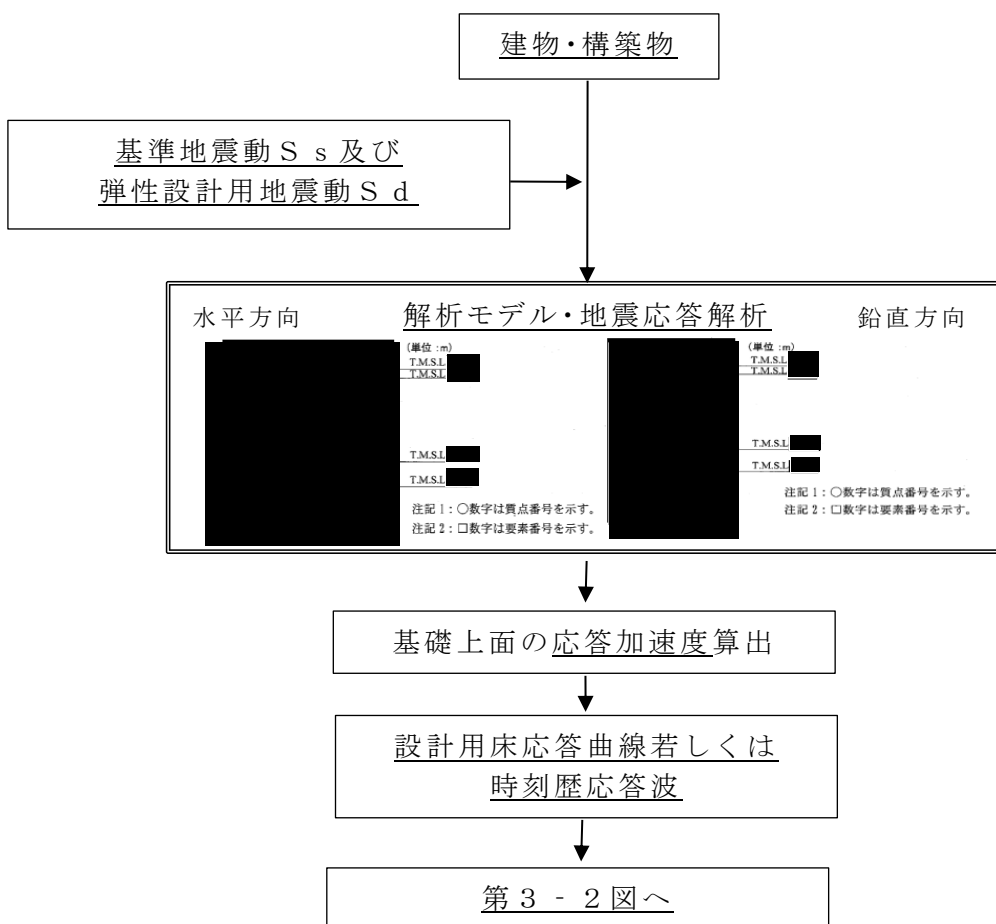 建物・構築物
基準地震動Ｓｓ及び
弾性設計用地震動Ｓｄ
水平方向
解析モデル・地震応答解析
鉛直方向
(単位:m)
T.M.S.L
T.M.S.L
T.M.S.L
T.M.S.L
注記1:○数字は質点番号を示す。
注記2:□数字は要素番号を示す。
(単位:m)
T.M.S.L
T.M.S.L
T.M.S.L
T.M.S.L
注記1:○数字は質点番号を示す。
注記2:□数字は要素番号を示す。
基礎上面の応答加速度算出
設計用床応答曲線若しくは
時刻歴応答波
第３-２図へ